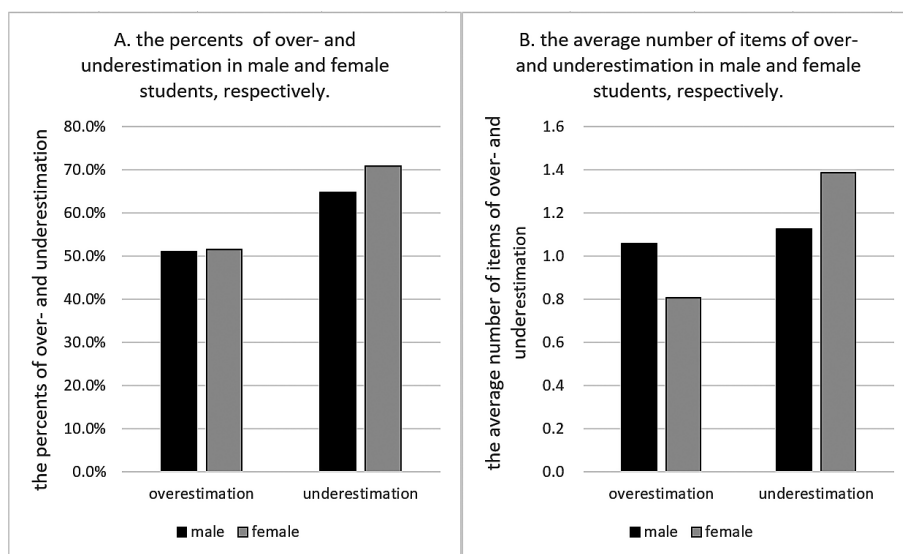 A. the percents of over- and
underestimation in male and female
students, respectively.
the percents of over- and underestimation
80.0%
70.0%
60.0%
50.0%
40.0%
30.0%
20.0%
10.0%
0.0%
overestimation underestimation
male female
B. the average number of items of over-
and underestimation in male and female
students, respectively.
the average number of items of over- and
underestimation
1.6
1.4
1.2
1.0
0.8
0.6
0.4
0.2
0.0
overestimation underestimation
male female